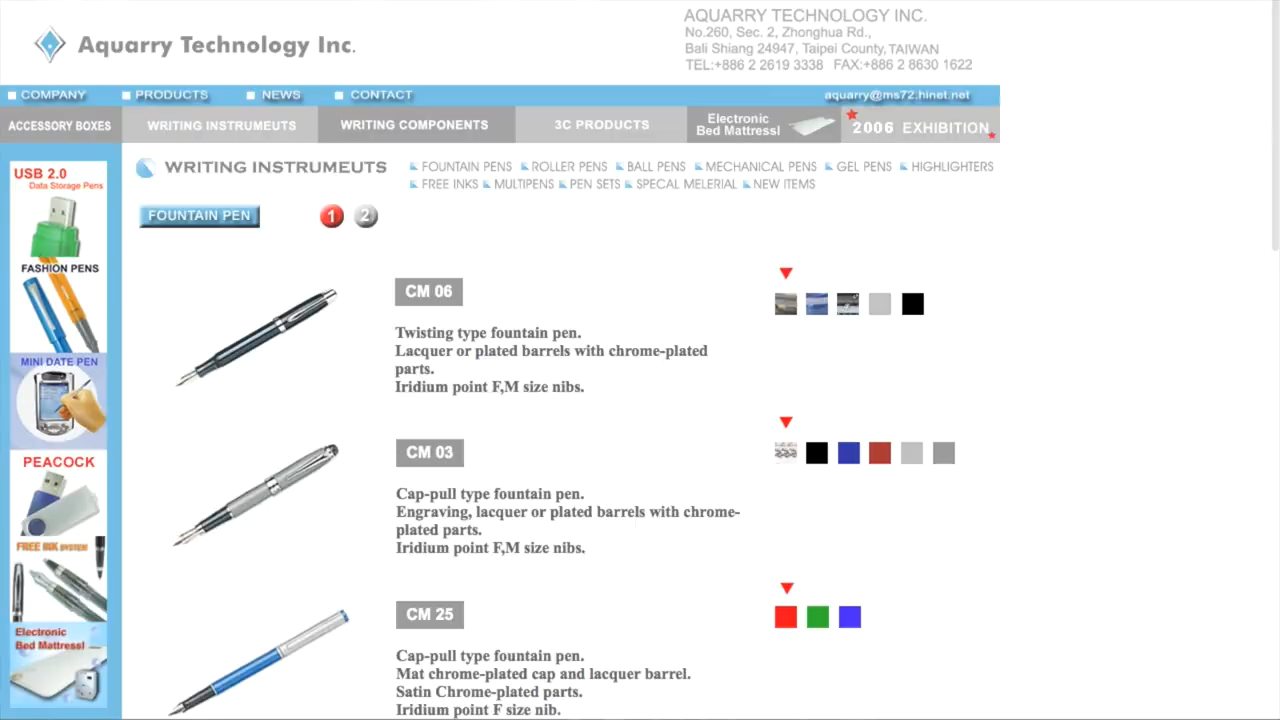 Aquarry Technology Inc.
AQUARRY TECHNOLOGY INC.
No.260, Sec. 2, Zhonghua Rd.,
Bali Shiang 24947, Taipei County, TAIWAN
TEL:+886 2 2619 3338 FAX:+886 2 8630 1622
COMPANY PRODUCTS NEWS CONTACT aquarry@ms72.hinet.net
ACCESSORY BOXES WRITING INSTRUMEUTS WRITING COMPONENTS 3C PRODUCTS Electronic
Bed Mattressl 2006 EXHIBITION
WRITING INSTRUMEUTS
FOUNTAIN PENS ROLLER PENS BALL PENS MECHANICAL PENS GEL PENS HIGHLIGHTERS
FREE INKS MULTIPENS PEN SETS SPECAL MELERIAL NEW ITEMS
FOUNTAIN PEN 1 2
USB 2.0
Data Storage Pens
FASHION PENS
MINI DATE PEN
PEACOCK
FREE INK SYSTEM
Electronic
Bed Mattressl
CM 06
Twisting type fountain pen.
Lacquer or plated barrels with chrome-plated
parts.
Iridium point F,M size nibs.
CM 03
Cap-pull type fountain pen.
Engraving, lacquer or plated barrels with chrome-
plated parts.
Iridium point F,M size nibs.
CM 25
Cap-pull type fountain pen.
Mat chrome-plated cap and lacquer barrel.
Satin Chrome-plated parts.
Iridium point F size nib.